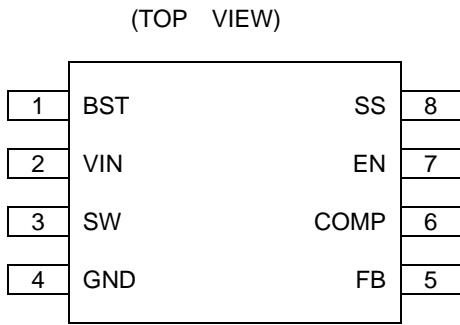 (TOP VIEW)
1 BST SS 8
2 VIN EN 7
3 SW COMP 6
4 GND FB 5